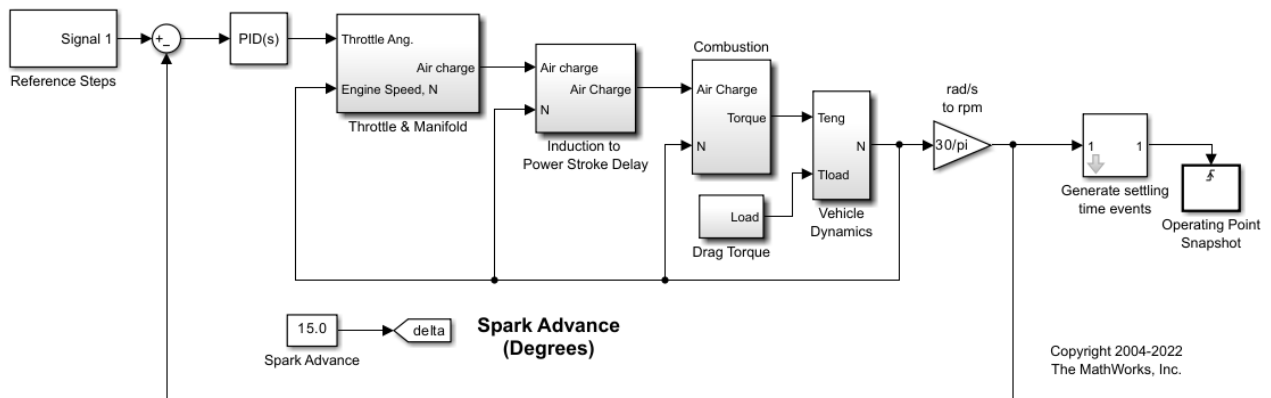 Signal 1
Reference Steps
+
−
PID(s)
Throttle Ang.
Air charge
Engine Speed, N
Throttle & Manifold
Air charge
Air Charge
N
Induction to
Power Stroke Delay
Combustion
Air Charge
Torque
N
Load
Drag Torque
Teng
N
Tload
Vehicle
Dynamics
rad/s
to rpm
30/pi
1
1
Generate settling
time events
Operating Point
Snapshot
15.0
Spark Advance
delta
Spark Advance
(Degrees)
Copyright 2004-2022
The MathWorks, Inc.